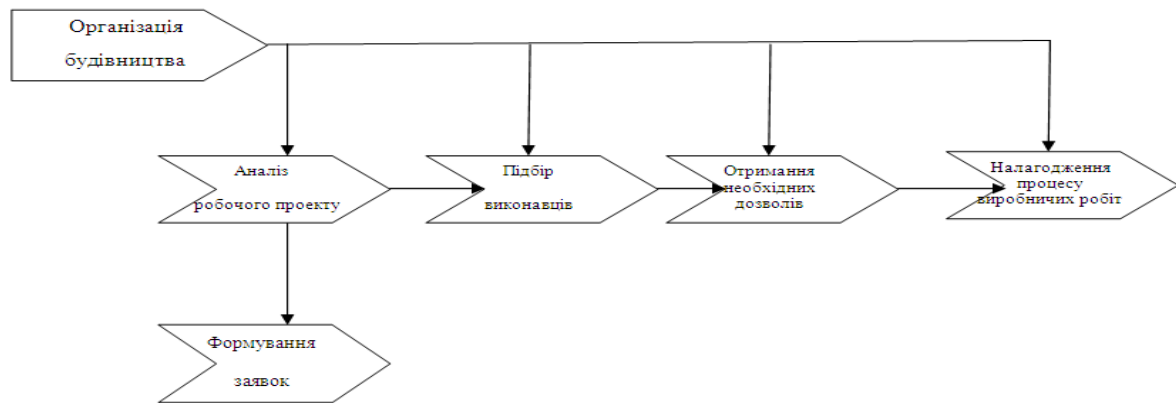 Організація
будівництва
Аналіз
робочого проекту
Підбір
виконавців
Отримання
необхідних
дозволів
Налагодження
процесу
виробничих робіт
Формування
заявок